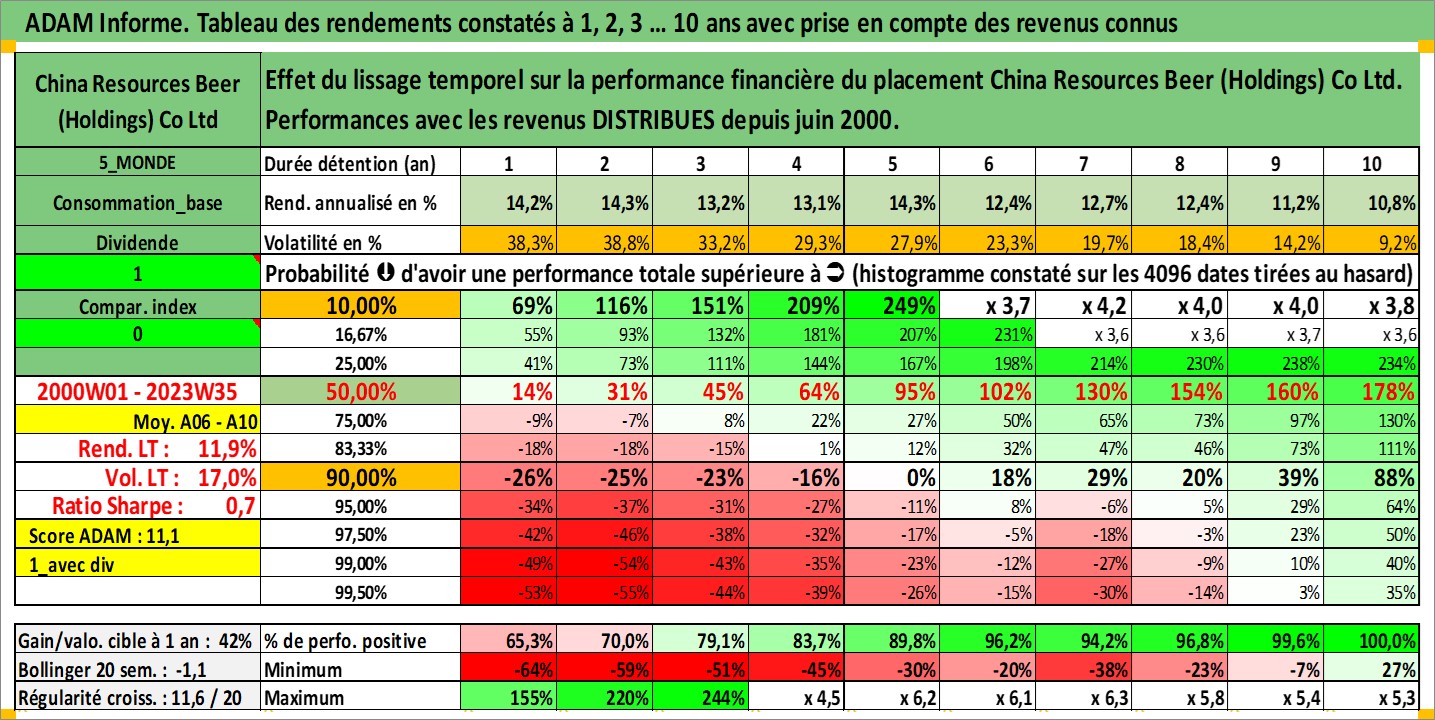 ADAM Informe. Tableau des rendements constatés à 1, 2, 3 ... 10 ans avec prise en compte des revenus connus
China Resources Beer
(Holdings) Co Ltd
Effet du lissage temporel sur la performance financière du placement China Resources Beer (Holdings) Co Ltd.
Performances avec les revenus DISTRIBUES depuis juin 2000.
5_MONDE Durée détention (an) 1 2 3 4 5 6 7 8 9 10
Consommation_base Rend. annualisé en % 14,2% 14,3% 13,2% 13,1% 14,3% 12,4% 12,7% 12,4% 11,2% 10,8%
Dividende Volatilité en % 38,3% 38,8% 33,2% 29,3% 27,9% 23,3% 19,7% 18,4% 14,2% 9,2%
1 Probabilité ⬇ d'avoir une performance totale supérieure à ➲ (histogramme constaté sur les 4096 dates tirées au hasard)
Compar. index 10,00% 69% 116% 151% 209% 249% x 3,7 x 4,2 x 4,0 x 4,0 x 3,8
0 16,67% 55% 93% 132% 181% 207% 231% x 3,6 x 3,6 x 3,7 x 3,6
25,00% 41% 73% 111% 144% 167% 198% 214% 230% 238% 234%
2000W01 - 2023W35 50,00% 14% 31% 45% 64% 95% 102% 130% 154% 160% 178%
Moy. A06 - A10 75,00% -9% -7% 8% 22% 27% 50% 65% 73% 97% 130%
Rend. LT : 11,9% 83,33% -18% -18% -15% 1% 12% 32% 47% 46% 73% 111%
Vol. LT : 17,0% 90,00% -26% -25% -23% -16% 0% 18% 29% 20% 39% 88%
Ratio Sharpe : 0,7 95,00% -34% -37% -31% -27% -11% 8% -6% 5% 29% 64%
Score ADAM : 11,1 97,50% -42% -46% -38% -32% -17% -5% -18% -3% 23% 50%
1_avec div 99,00% -49% -54% -43% -35% -23% -12% -27% -9% 10% 40%
99,50% -53% -55% -44% -39% -26% -15% -30% -14% 3% 35%
Gain/valo. cible à 1 an : 42% % de perfo. positive 65,3% 70,0% 79,1% 83,7% 89,8% 96,2% 94,2% 96,8% 99,6% 100,0%
Bollinger 20 sem. : -1,1 Minimum -64% -59% -51% -45% -30% -20% -38% -23% -7% 27%
Régularité croiss. : 11,6 / 20 Maximum 155% 220% 244% x 4,5 x 6,2 x 6,1 x 6,3 x 5,8 x 5,4 x 5,3